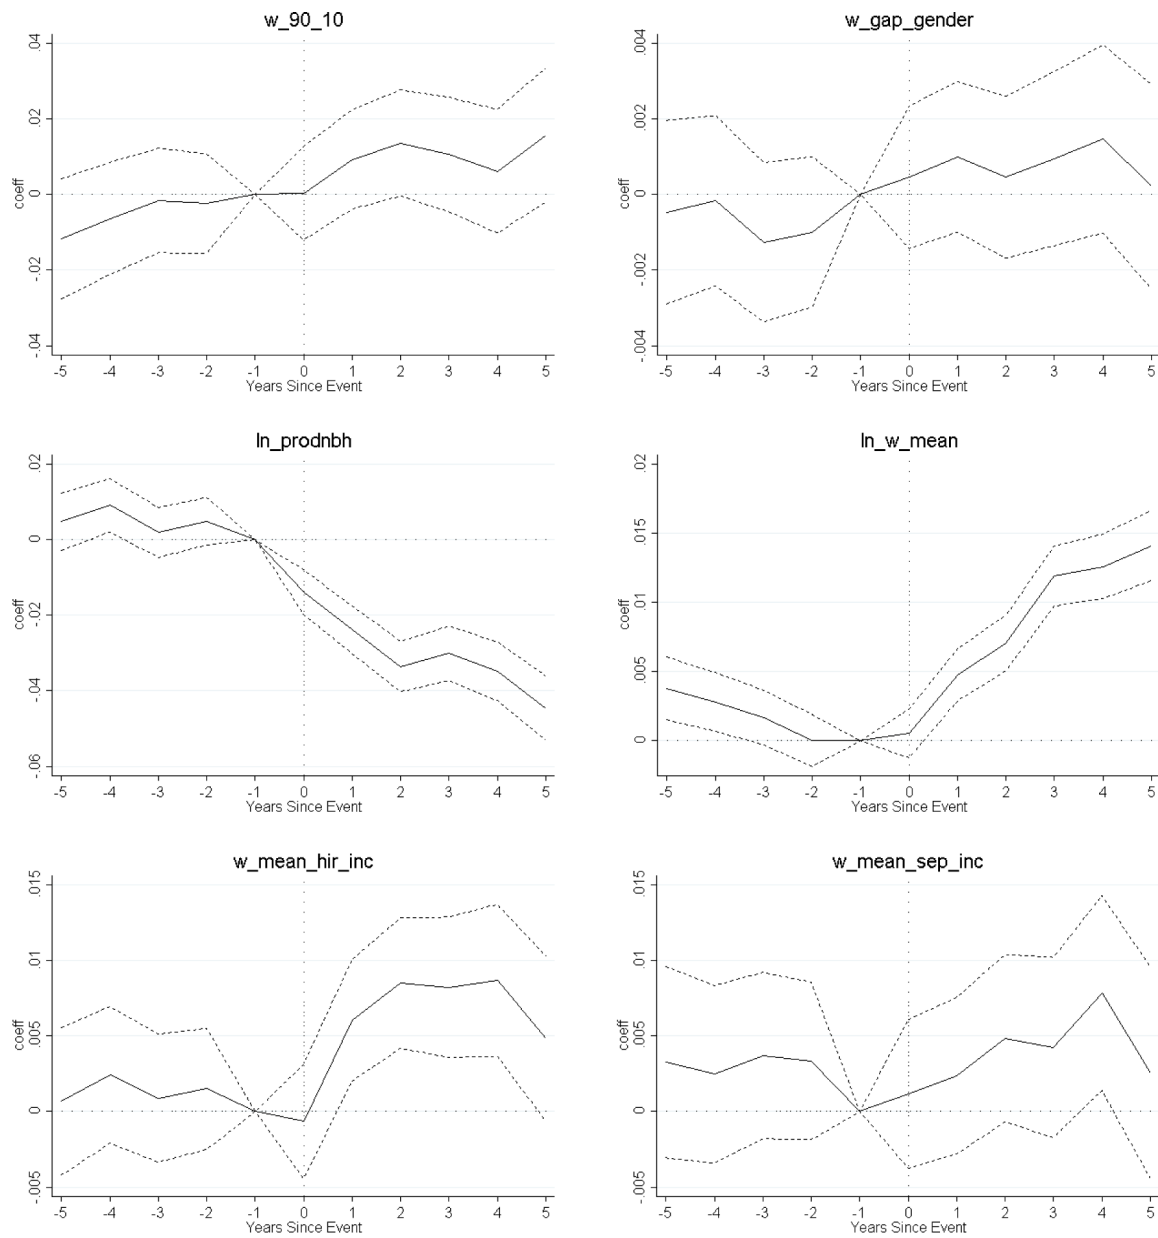 w_90_10
.04
.02
0
-.02
-.04
coeff
-5 -4 -3 -2 -1 0 1 2 3 4 5
Years Since Event
w_gap_gender
.004
.002
0
-.002
-.004
coeff
-5 -4 -3 -2 -1 0 1 2 3 4 5
Years Since Event
ln_prodnbh
.02
0
-.02
-.04
-.06
coeff
-5 -4 -3 -2 -1 0 1 2 3 4 5
Years Since Event
ln_w_mean
.02
.015
.01
.005
0
coeff
-5 -4 -3 -2 -1 0 1 2 3 4 5
Years Since Event
w_mean_hir_inc
.015
.01
.005
0
-.005
coeff
-5 -4 -3 -2 -1 0 1 2 3 4 5
Years Since Event
w_mean_sep_inc
.015
.01
.005
0
-.005
coeff
-5 -4 -3 -2 -1 0 1 2 3 4 5
Years Since Event